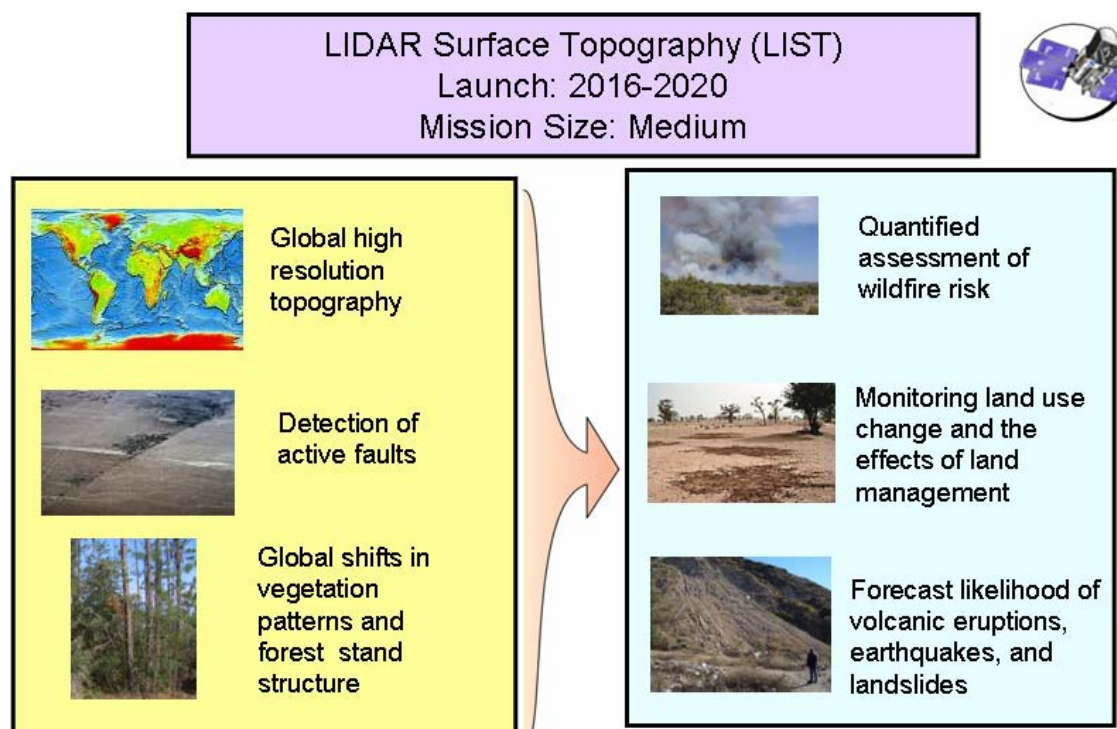 LIDAR Surface Topography (LIST)
Launch: 2016-2020
Mission Size: Medium
Global high
resolution
topography
Detection of
active faults
Global shifts in
vegetation
patterns and
forest stand
structure
Quantified
assessment of
wildfire risk
Monitoring land use
change and the
effects of land
management
Forecast likelihood of
volcanic eruptions,
earthquakes, and
landslides